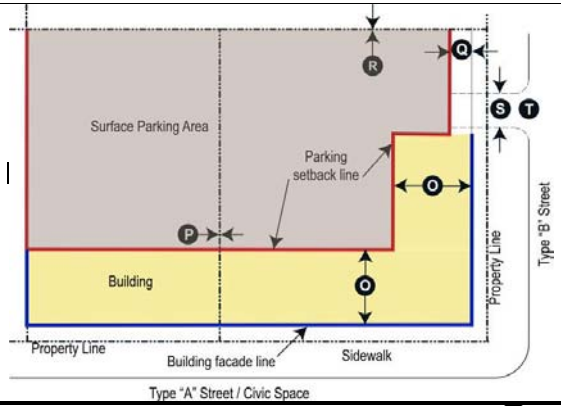 Q
R
S T
Surface Parking Area
Parking
setback line
O
P
Type "B" Street
Property Line
Building
O
Property Line
Building facade line
Sidewalk
Type "A" Street / Civic Space